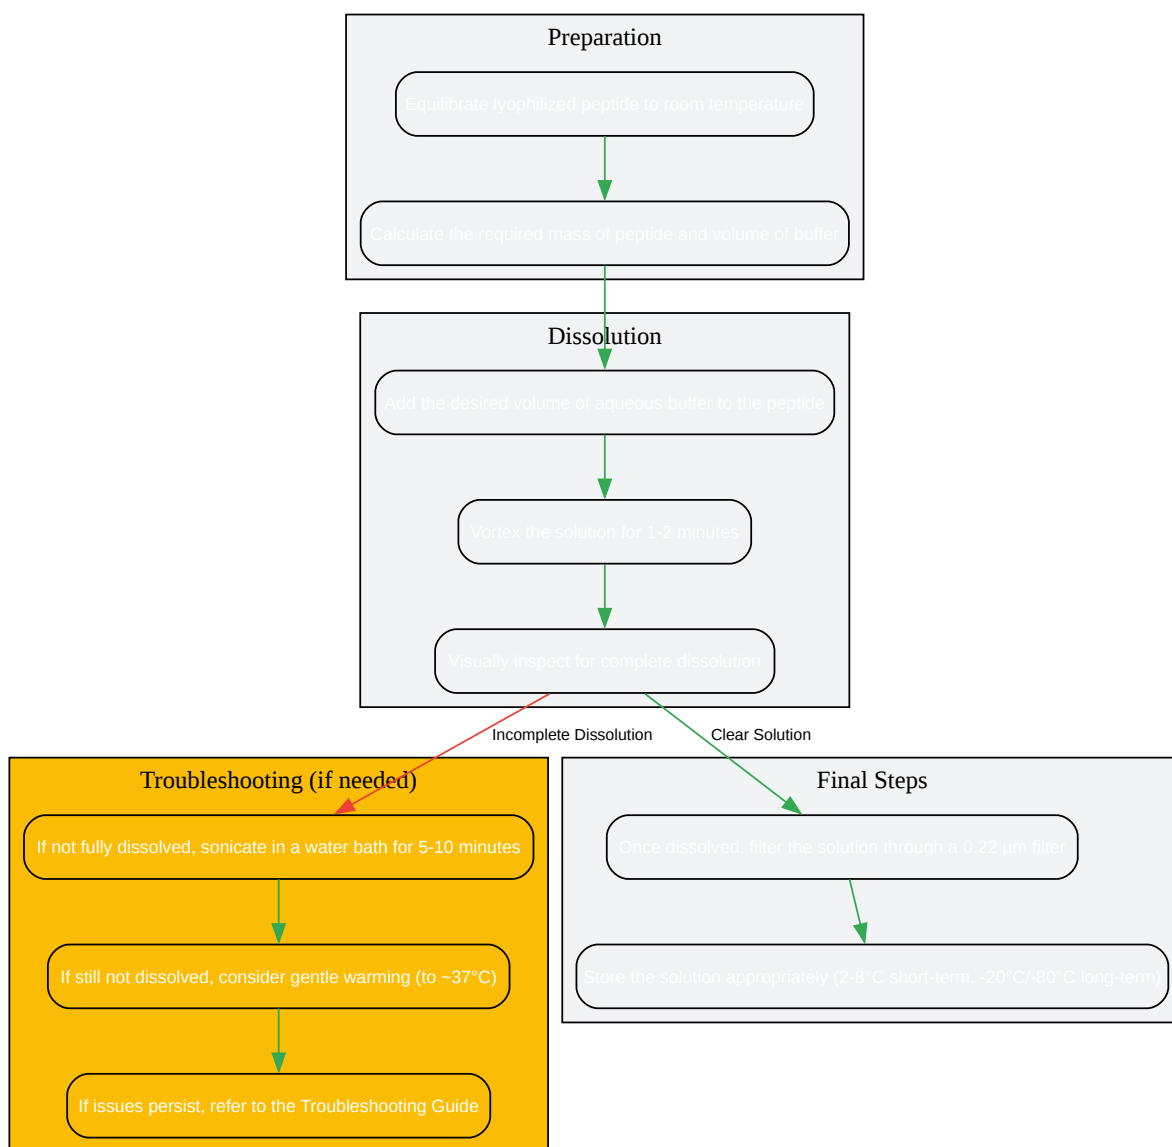 Preparation
Equilibrate lyophilized peptide to room temperature
Calculate the required mass of peptide and volume of buffer
Dissolution
Add the desired volume of aqueous buffer to the peptide
Vortex the solution for 1-2 minutes
Visually inspect for complete dissolution
Incomplete Dissolution
Clear Solution
Troubleshooting (if needed)
If not fully dissolved, sonicate in a water bath for 5-10 minutes
If still not dissolved, consider gentle warming (to ~37°C)
If issues persist, refer to the Troubleshooting Guide
Final Steps
Once dissolved, filter the solution through a 0.22 µm filter
Store the solution appropriately (2-8°C short-term. -20°C/-80°C long-term)